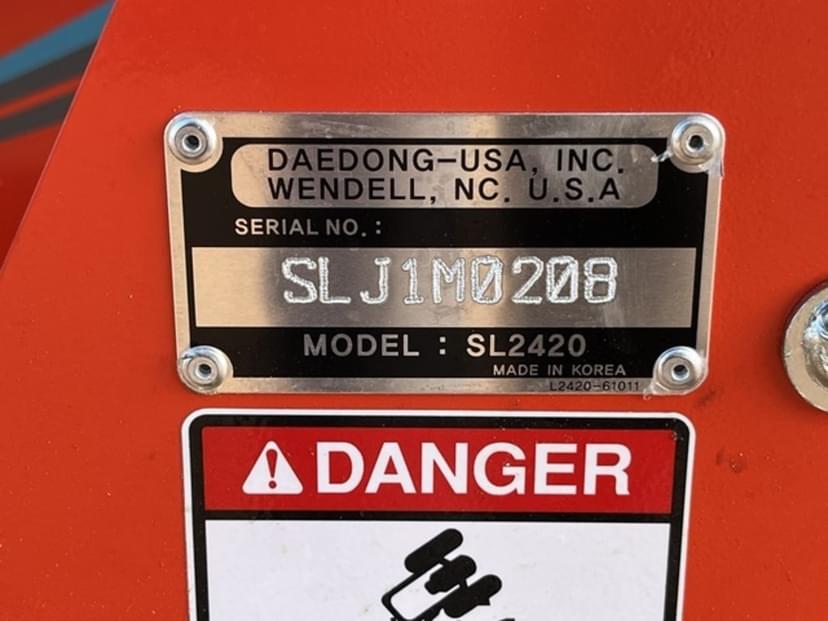 DAEDONG-USA, INC.
WENDELL, NC. U.S.A
SERIAL NO. :
SLJ1M0208
MODEL : SL2420
MADE IN KOREA
L2420-61011
DANGER